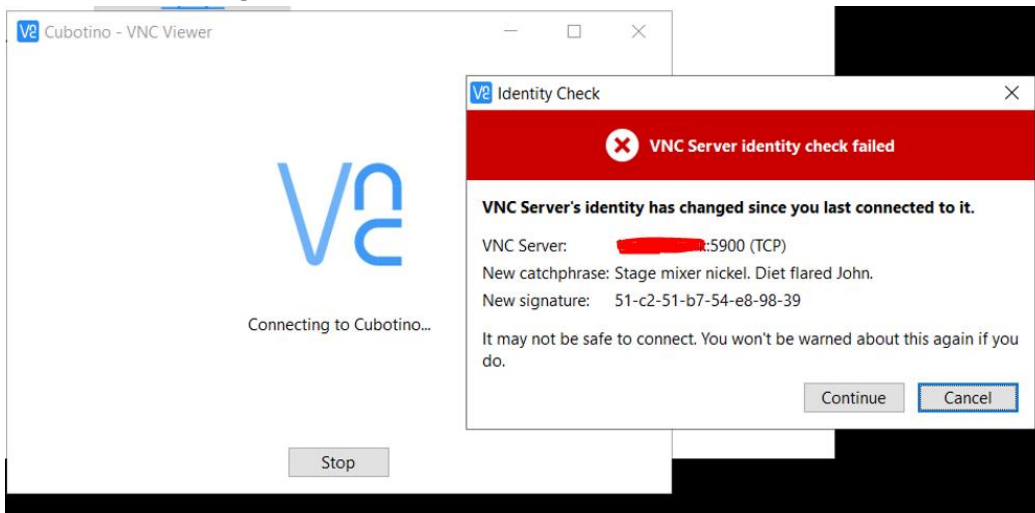 Cubotino - VNC Viewer
Connecting to Cubotino...
Stop
Identity Check
VNC Server identity check failed
VNC Server's identity has changed since you last connected to it.
VNC Server: :5900 (TCP)
New catchphrase: Stage mixer nickel. Diet flared John.
New signature: 51-c2-51-b7-54-e8-98-39
It may not be safe to connect. You won't be warned about this again if you
do.
Continue Cancel